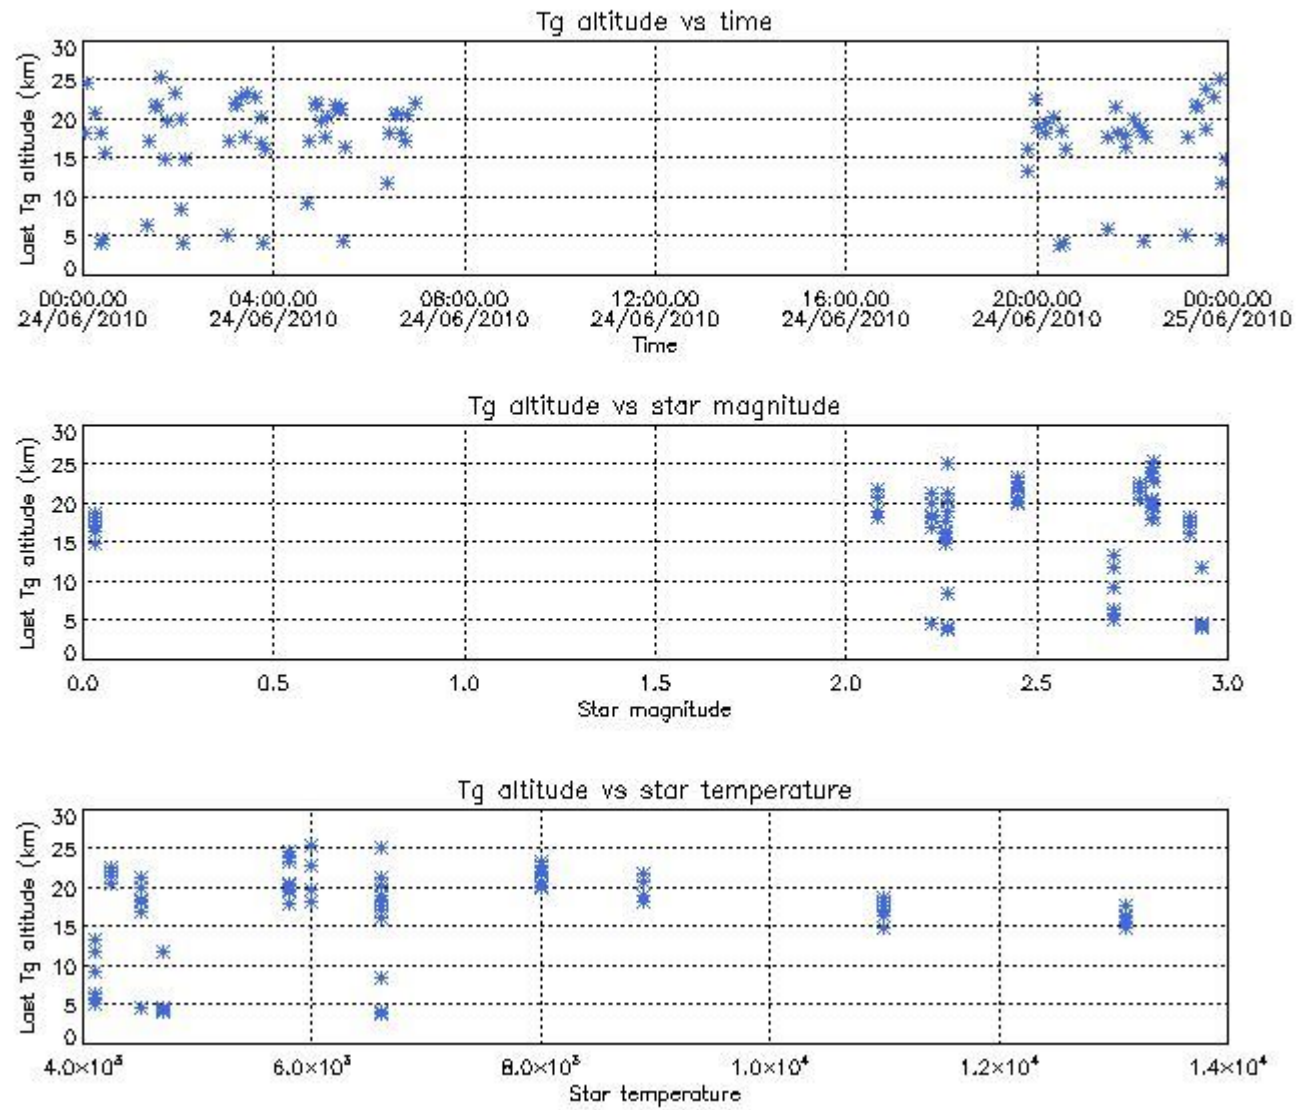 Tg altitude vs time
Last Tg altitude (km)
30
25
20
15
10
5
0
00:00.00 04:00.00 08:00.00 12:00.00 16:00.00 20:00.00 00:00.00
24/06/2010 24/06/2010 24/06/2010 24/06/2010 24/06/2010 24/06/2010 25/06/2010
Time
Tg altitude vs star magnitude
Last Tg altitude (km)
30
25
20
15
10
5
0
0.0 0.5 1.0 1.5 2.0 2.5 3.0
Star magnitude
Tg altitude vs star temperature
Last Tg altitude (km)
30
25
20
15
10
5
0
4.0×10³ 6.0×10³ 8.0×10³ 1.0×10⁴ 1.2×10⁴ 1.4×10⁴
Star temperature